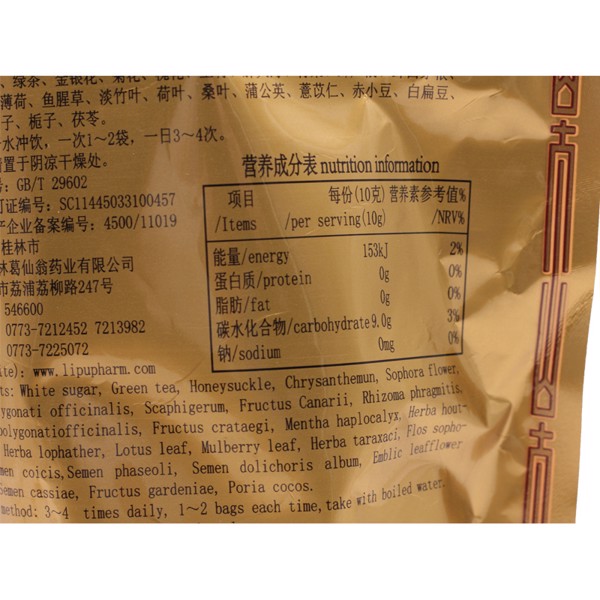 、绿茶、金银花、菊花、槐花、
薄荷、鱼腥草、淡竹叶、荷叶、桑叶、蒲公英、薏苡仁、赤小豆、白扁豆、
子、栀子、茯苓。
水冲饮，一次1～2袋，一日3～4次。
置于阴凉干燥处。
号：GB/T 29602
可证编号：SC11445033100457
产企业备案编号：4500/11019
桂林市
林葛仙翁药业有限公司
市荔浦荔柳路247号
546600
0773-7212452 7213982
0773-7225072
ite)：www.lipupharm.com
营养成分表 nutrition information
项目 每份(10克) 营养素参考值%
/Items /per serving(10g) /NRV%
能量/energy 153kJ 2%
蛋白质/protein 0g 0%
脂肪/fat 0g 0%
碳水化合物/carbohydrate 9.0g 3%
钠/sodium 0mg 0%
ts: White sugar, Green tea, Honeysuckle, Chrysanthemun, Sophora flower,
ygonati officinalis, Scaphigerum, Fructus Canarii, Rhizoma phragmitis,
polygonatiofficinalis, Fructus crataegi, Mentha haplocalyx, Herba hout-
Herba lophather, Lotus leaf, Mulberry leaf, Herba taraxaci, Flos sopho-
men coicis,Semen phaseoli, Semen dolichoris album, Emblic leafflower
Semen cassiae, Fructus gardeniae, Poria cocos.
method: 3～4 times daily, 1～2 bags each time, take with boiled water.